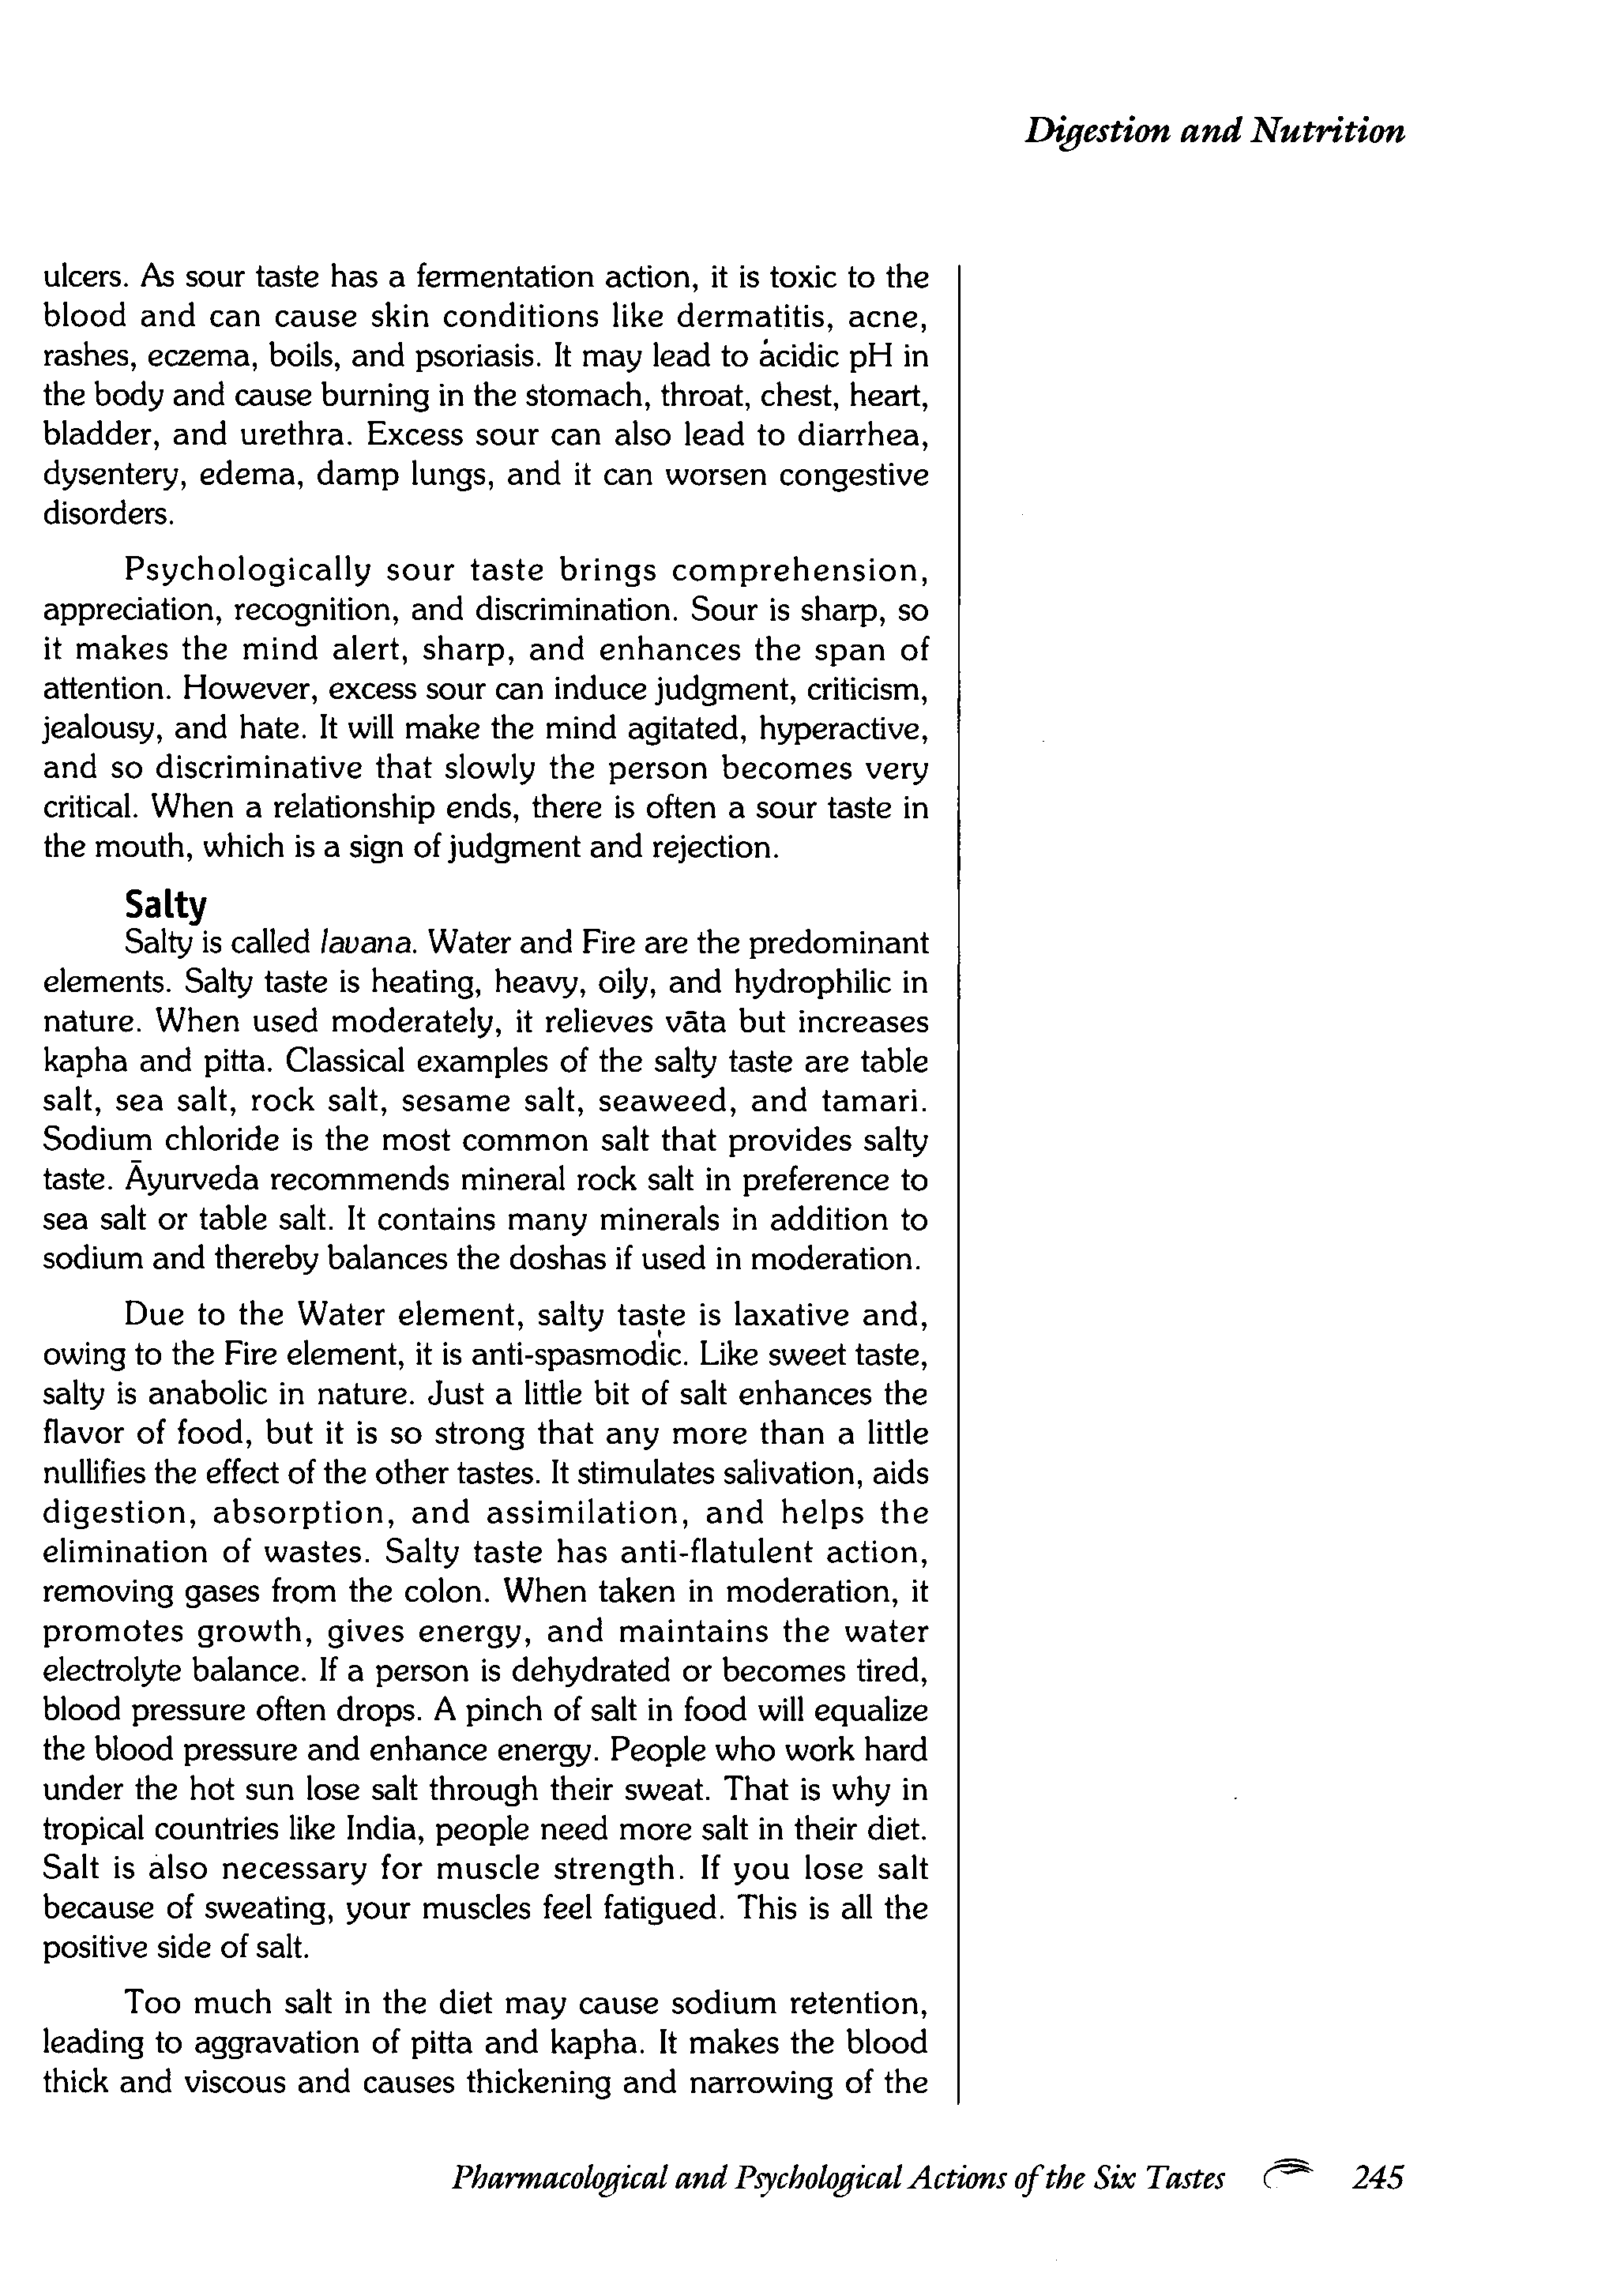 Digestion and Nutrition
ulcers. As sour taste has a fermentation action, it is toxic to the
blood and can cause skin conditions like dermatitis, acne,
rashes, eczema, boils, and psoriasis. It may lead to acidic pH in
the body and cause burning in the stomach, throat, chest, heart,
bladder, and urethra. Excess sour can also lead to diarrhea,
dysentery, edema, damp lungs, and it can worsen congestive
disorders.
Psychologically sour taste brings comprehension,
appreciation, recognition, and discrimination. Sour is sharp, so
it makes the mind alert, sharp, and enhances the span of
attention. However, excess sour can induce judgment, criticism,
jealousy, and hate. It will make the mind agitated, hyperactive,
and so discriminative that slowly the person becomes very
critical. When a relationship ends, there is often a sour taste in
the mouth, which is a sign of judgment and rejection.
Salty
Salty is called lavana. Water and Fire are the predominant
elements. Salty taste is heating, heavy, oily, and hydrophilic in
nature. When used moderately, it relieves vāta but increases
kapha and pitta. Classical examples of the salty taste are table
salt, sea salt, rock salt, sesame salt, seaweed, and tamari.
Sodium chloride is the most common salt that provides salty
taste. Āyurveda recommends mineral rock salt in preference to
sea salt or table salt. It contains many minerals in addition to
sodium and thereby balances the doshas if used in moderation.
Due to the Water element, salty taste is laxative and,
owing to the Fire element, it is anti-spasmodic. Like sweet taste,
salty is anabolic in nature. Just a little bit of salt enhances the
flavor of food, but it is so strong that any more than a little
nullifies the effect of the other tastes. It stimulates salivation, aids
digestion, absorption, and assimilation, and helps the
elimination of wastes. Salty taste has anti-flatulent action,
removing gases from the colon. When taken in moderation, it
promotes growth, gives energy, and maintains the water
electrolyte balance. If a person is dehydrated or becomes tired,
blood pressure often drops. A pinch of salt in food will equalize
the blood pressure and enhance energy. People who work hard
under the hot sun lose salt through their sweat. That is why in
tropical countries like India, people need more salt in their diet.
Salt is also necessary for muscle strength. If you lose salt
because of sweating, your muscles feel fatigued. This is all the
positive side of salt.
Too much salt in the diet may cause sodium retention,
leading to aggravation of pitta and kapha. It makes the blood
thick and viscous and causes thickening and narrowing of the
Pharmacological and Psychological Actions of the Six Tastes 245